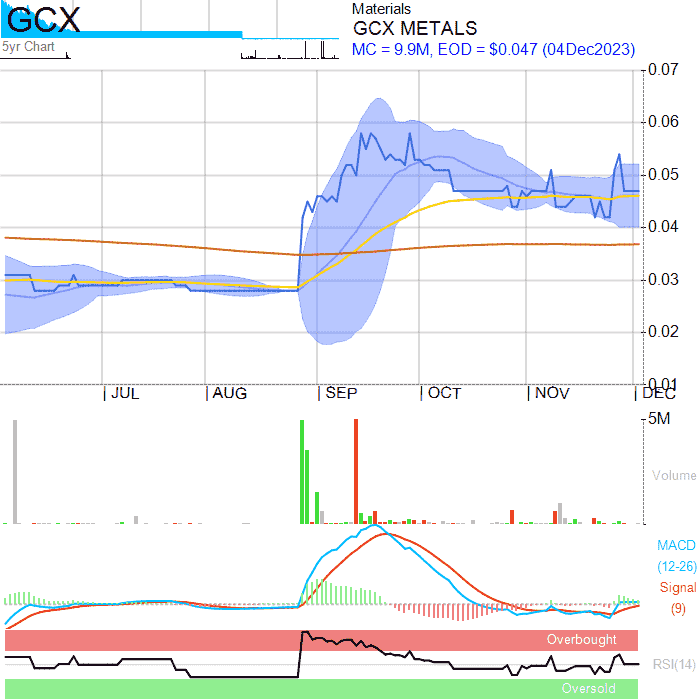 GCX
Materials
GCX METALS
5yr Chart
MC = 9.9M, EOD = $0.047 (04Dec2023)
0.07
0.06
0.05
0.04
0.03
0.02
0.01
JUL AUG SEP OCT NOV DEC
5M
Volume
MACD
(12-26)
Signal
(9)
Overbought
RSI(14)
Oversold